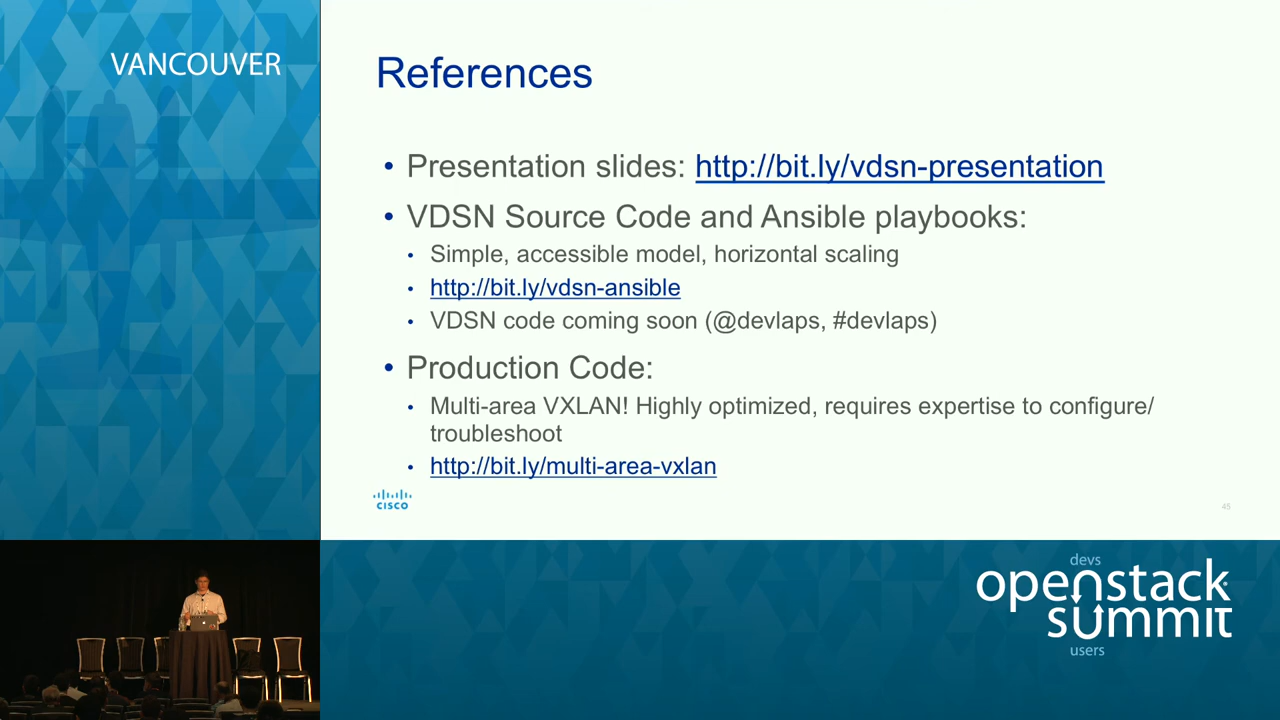 VANCOUVER
References
• Presentation slides: http://bit.ly/vdsn-presentation
• VDSN Source Code and Ansible playbooks:
• Simple, accessible model, horizontal scaling
• http://bit.ly/vdsn-ansible
• VDSN code coming soon (@devlaps, #devlaps)
• Production Code:
• Multi-area VXLAN! Highly optimized, requires expertise to configure/
troubleshoot
• http://bit.ly/multi-area-vxlan
CISCO
45
devs
openstack
summit
users